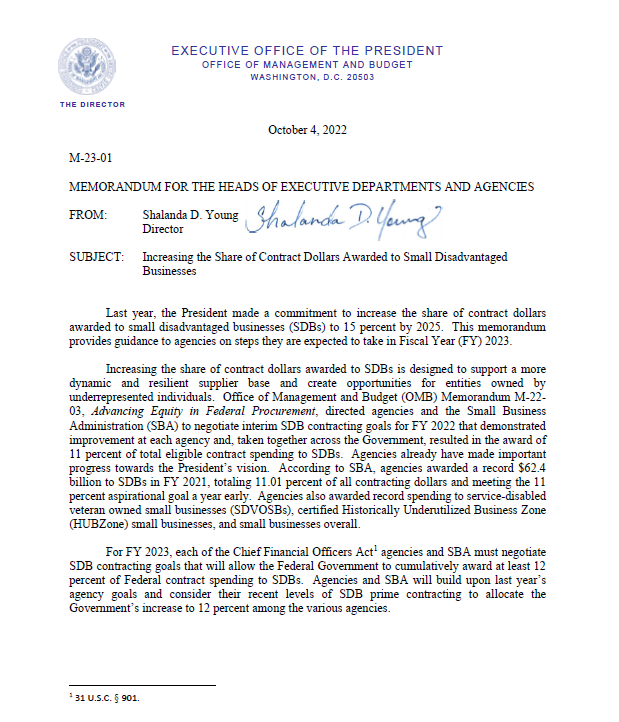 EXECUTIVE OFFICE OF THE PRESIDENT
OFFICE OF MANAGEMENT AND BUDGET
WASHINGTON, D.C. 20503
THE DIRECTOR
October 4, 2022
M-23-01
MEMORANDUM FOR THE HEADS OF EXECUTIVE DEPARTMENTS AND AGENCIES
FROM: Shalanda D. Young Shalanda D. Young
Director
SUBJECT: Increasing the Share of Contract Dollars Awarded to Small Disadvantaged
Businesses
Last year, the President made a commitment to increase the share of contract dollars
awarded to small disadvantaged businesses (SDBs) to 15 percent by 2025. This memorandum
provides guidance to agencies on steps they are expected to take in Fiscal Year (FY) 2023.
Increasing the share of contract dollars awarded to SDBs is designed to support a more
dynamic and resilient supplier base and create opportunities for entities owned by
underrepresented individuals. Office of Management and Budget (OMB) Memorandum M-22-
03, Advancing Equity in Federal Procurement, directed agencies and the Small Business
Administration (SBA) to negotiate interim SDB contracting goals for FY 2022 that demonstrated
improvement at each agency and, taken together across the Government, resulted in the award of
11 percent of total eligible contract spending to SDBs. Agencies already have made important
progress towards the President's vision. According to SBA, agencies awarded a record $62.4
billion to SDBs in FY 2021, totaling 11.01 percent of all contracting dollars and meeting the 11
percent aspirational goal a year early. Agencies also awarded record spending to service-disabled
veteran owned small businesses (SDVOSBs), certified Historically Underutilized Business Zone
(HUBZone) small businesses, and small businesses overall.
For FY 2023, each of the Chief Financial Officers Act¹ agencies and SBA must negotiate
SDB contracting goals that will allow the Federal Government to cumulatively award at least 12
percent of Federal contract spending to SDBs. Agencies and SBA will build upon last year's
agency goals and consider their recent levels of SDB prime contracting to allocate the
Government's increase to 12 percent among the various agencies.
¹ 31 U.S.C. § 901.